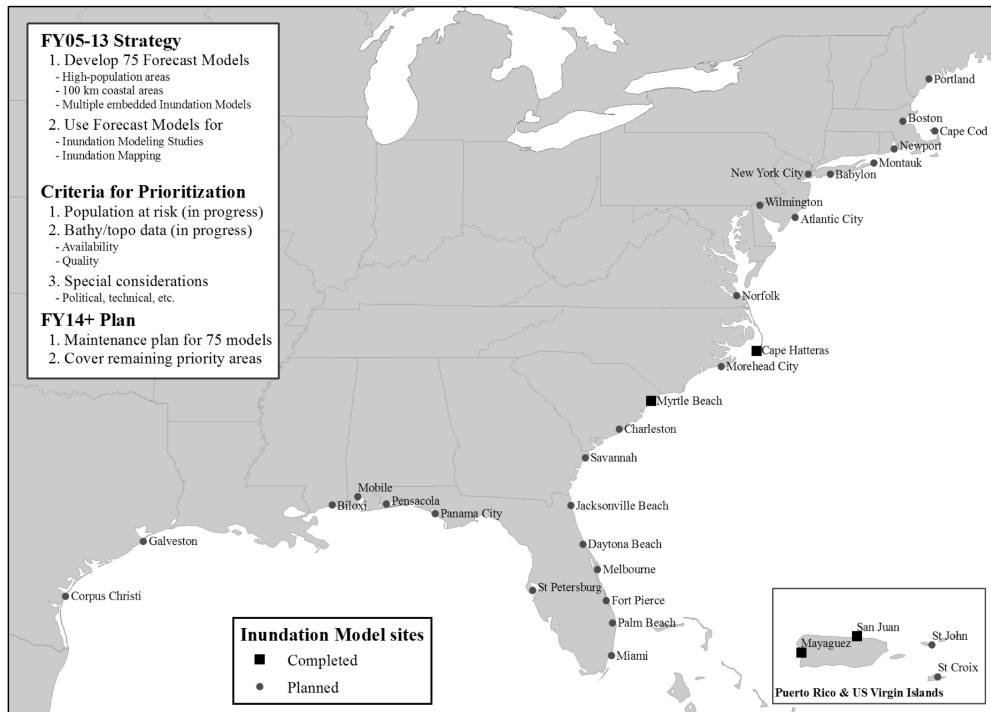 FY05-13 Strategy
1. Develop 75 Forecast Models
- High-population areas
- 100 km coastal areas
- Multiple embedded Inundation Models
2. Use Forecast Models for
- Inundation Modeling Studies
- Inundation Mapping
Criteria for Prioritization
1. Population at risk (in progress)
2. Bathy/topo data (in progress)
- Availability
- Quality
3. Special considerations
- Political, technical, etc.
FY14+ Plan
1. Maintenance plan for 75 models
2. Cover remaining priority areas
Portland
Boston
Cape Cod
Newport
Montauk
New York City
Babylon
Wilmington
Atlantic City
Norfolk
Cape Hatteras
Morehead City
Myrtle Beach
Charleston
Savannah
Mobile
Biloxi
Pensacola
Panama City
Jacksonville Beach
Galveston
Daytona Beach
Melbourne
St Petersburg
Corpus Christi
Fort Pierce
Palm Beach
Miami
Inundation Model sites
Completed
Planned
San Juan
Mayaguez
St John
St Croix
Puerto Rico & US Virgin Islands